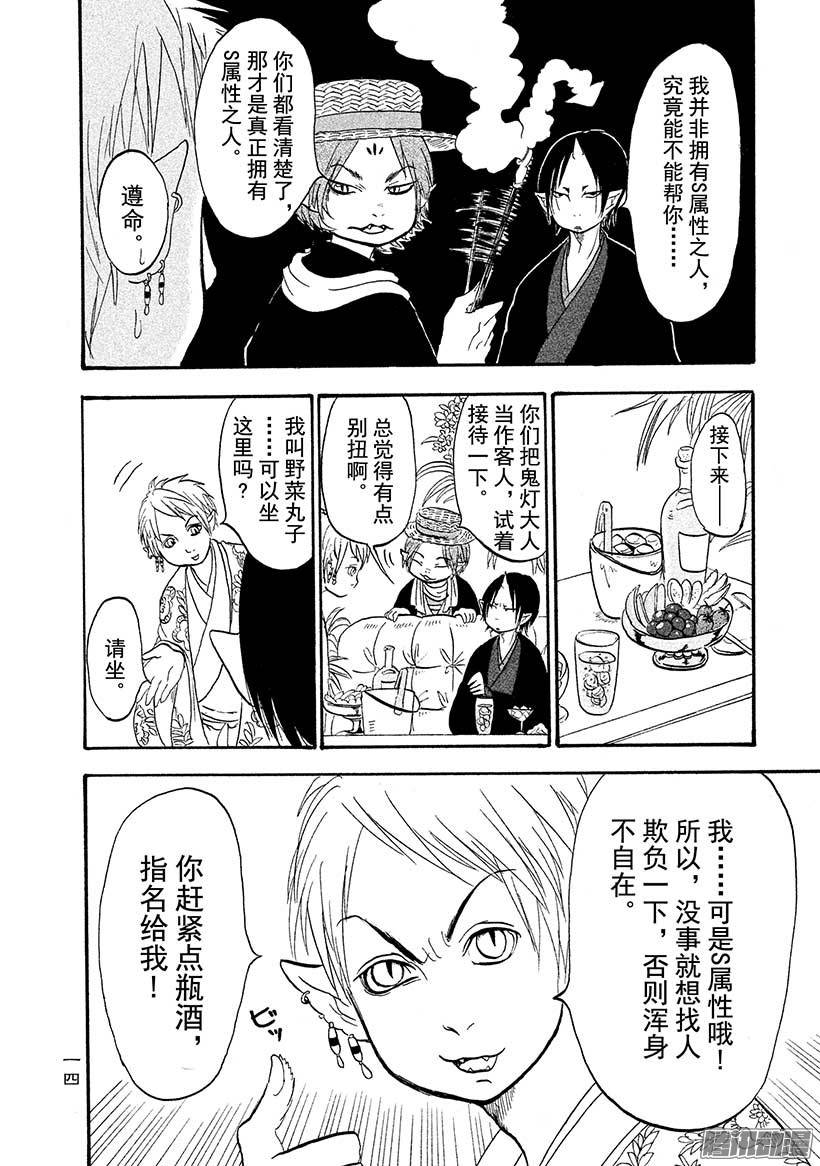 我并非拥有S属性之人，
究竟能不能帮你……
你们都看清楚了，
那才是真正拥有
S属性之人。
遵命。
接下来——
你们把鬼灯大人
当作客人，试着
接待一下。
总觉得有点
别扭啊。
我叫野菜丸子
……可以坐
这里吗？
请坐。
我……可是S属性哦！
所以，没事就想找人
欺负一下，否则浑身
不自在。
你赶紧点瓶酒，
指名给我！
ビッ
一四
腾讯动漫